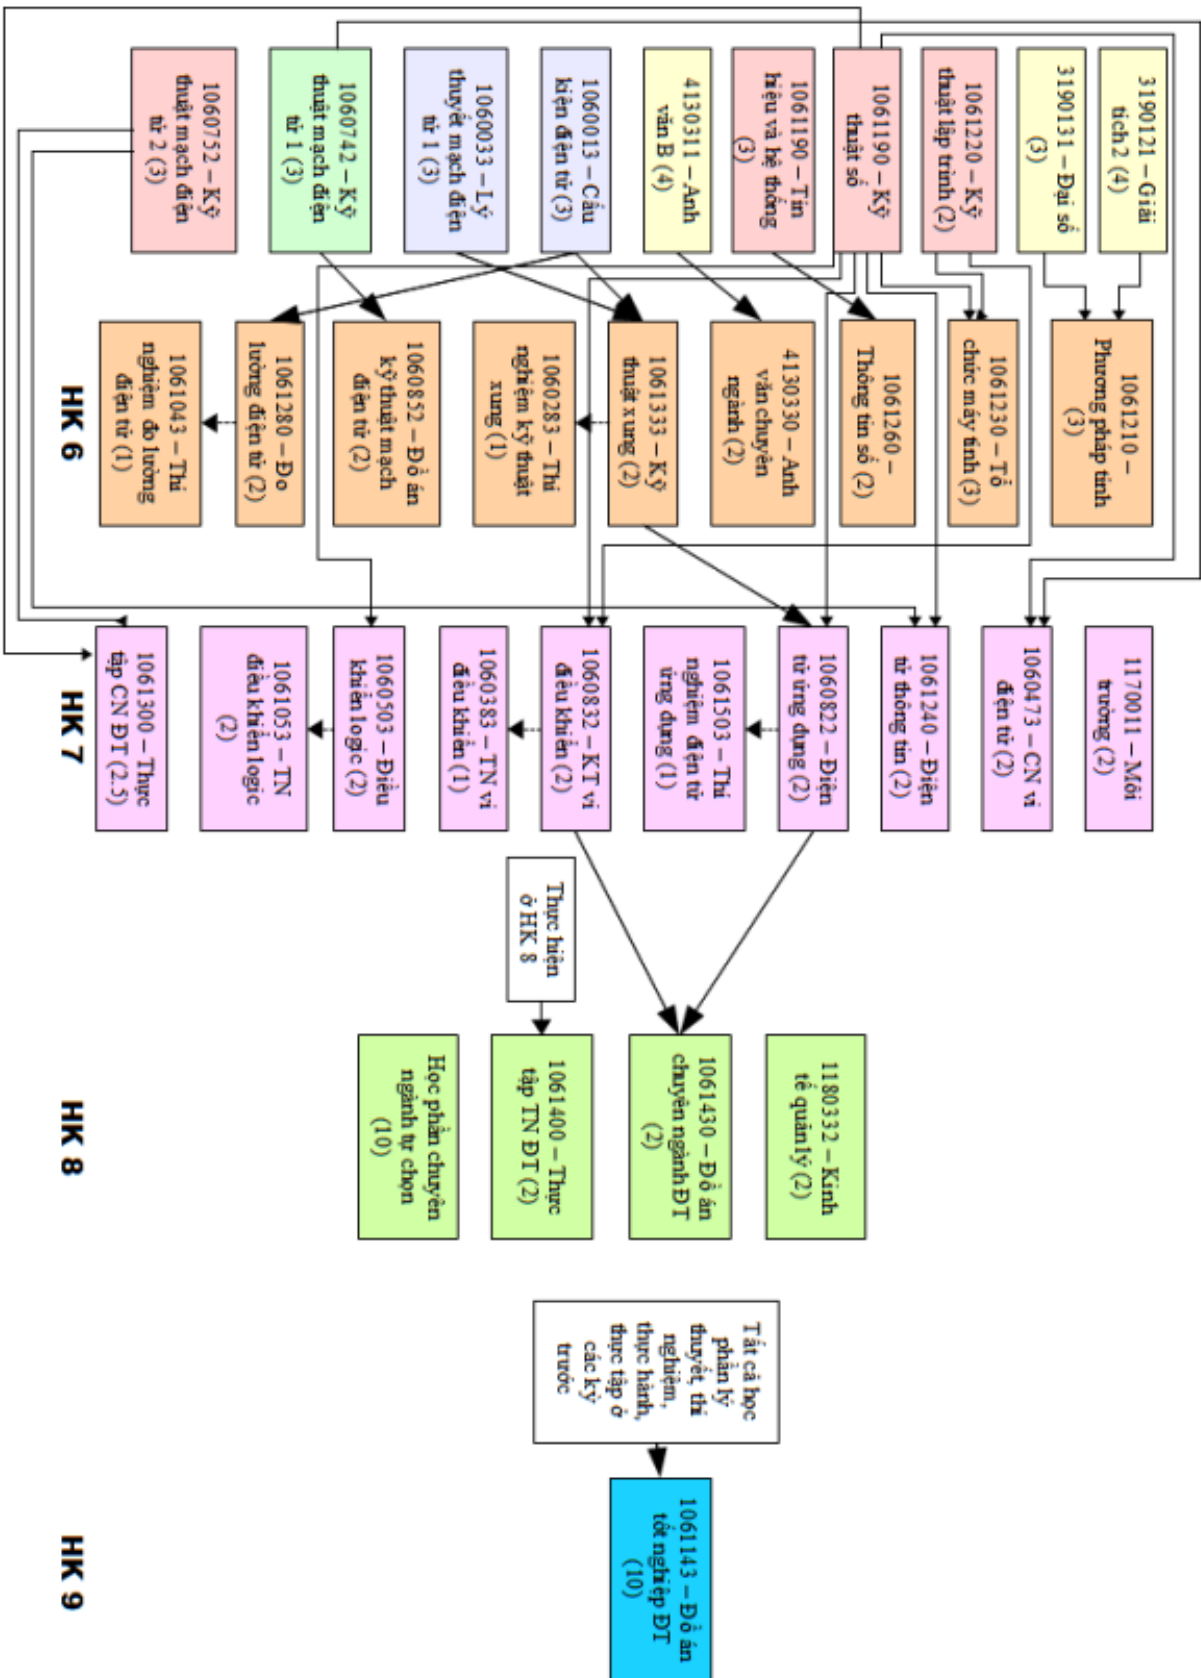 3190121 – Giải
tích 2 (4)
3190131 – Đại số
(3)
1061220 – Kỹ
thuật lập trình (2)
1061190 – Kỹ
thuật số
1061190 – Tín
hiệu và hệ thống
(3)
4130311 – Anh
văn B (4)
1060013 – Cấu
kiện điện tử (3)
1060033 – Lý
thuyết mạch điện
tử 1 (3)
1060742 – Kỹ
thuật mạch điện
tử 1 (3)
1060752 – Kỹ
thuật mạch điện
tử 2 (3)
1061210 –
Phương pháp tính
(3)
1061230 – Tổ
chức máy tính (3)
1061260 –
Thông tin số (2)
4130330 – Anh
văn chuyên
ngành (2)
1061333 – Kỹ
thuật xung (2)
1060283 – Thí
nghiệm kỹ thuật
xung (1)
1060852 – Đồ án
kỹ thuật mạch
điện tử (2)
1061280 – Đo
lường điện tử (2)
1061043 – Thí
nghiệm đo lường
điện tử (1)
HK 6
1170011 – Môi
trường (2)
1060473 – CN vi
điện tử (2)
1061240 – Điện
tử thông tin (2)
1060822 – Điện
tử ứng dụng (2)
1061503 – Thí
nghiệm điện tử
ứng dụng (1)
1060832 – KT vi
điều khiển (2)
1060383 – TN vi
điều khiển (1)
1060503 – Điều
khiển logic (2)
1061053 – TN
điều khiển logic
(2)
1061300 – Thực
tập CN ĐT (2.5)
HK 7
Thực hiện
ở HK 8
1180332 – Kinh
tế quản lý (2)
1061430 – Đồ án
chuyên ngành ĐT
(2)
1061400 – Thực
tập TN ĐT (2)
Học phần chuyên
ngành tự chọn
(10)
HK 8
Tất cả học
phần lý
thuyết, thí
nghiệm,
thực hành,
thực tập ở
các kỳ
trước
1061143 – Đồ án
tốt nghiệp ĐT
(10)
HK 9